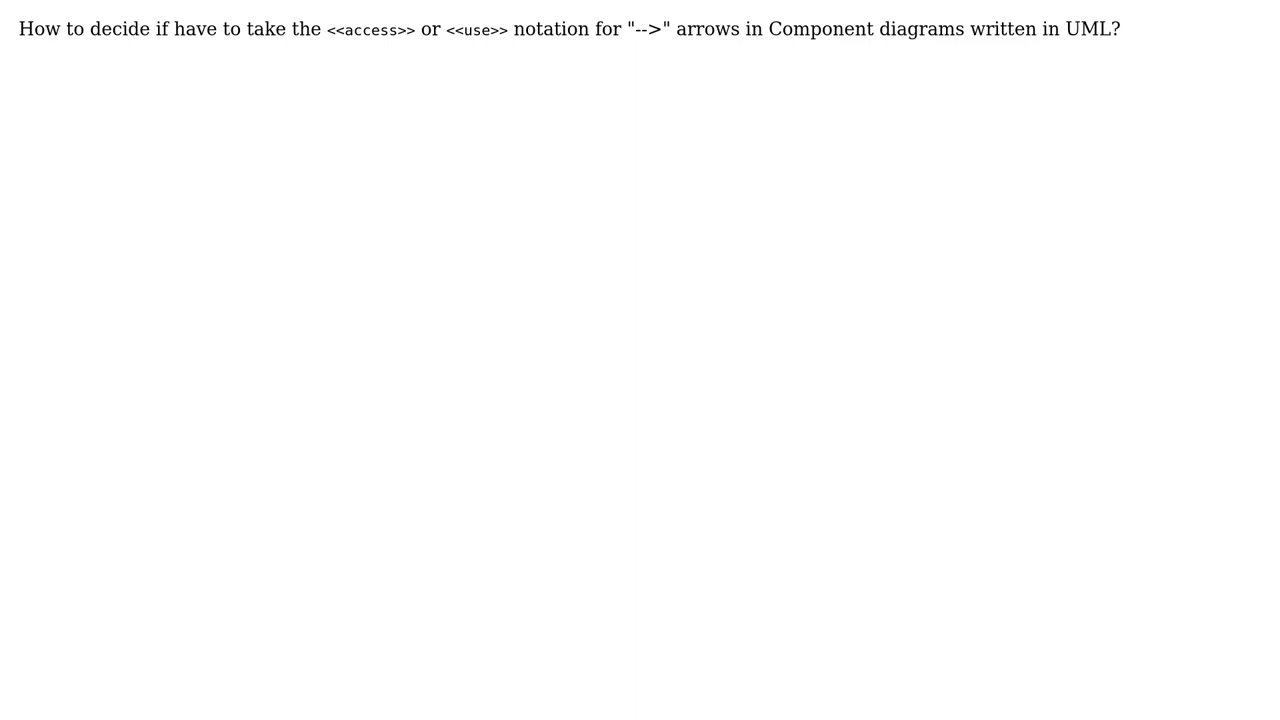 How to decide if have to take the <<access>> or <<use>> notation for "-->" arrows in Component diagrams written in UML?